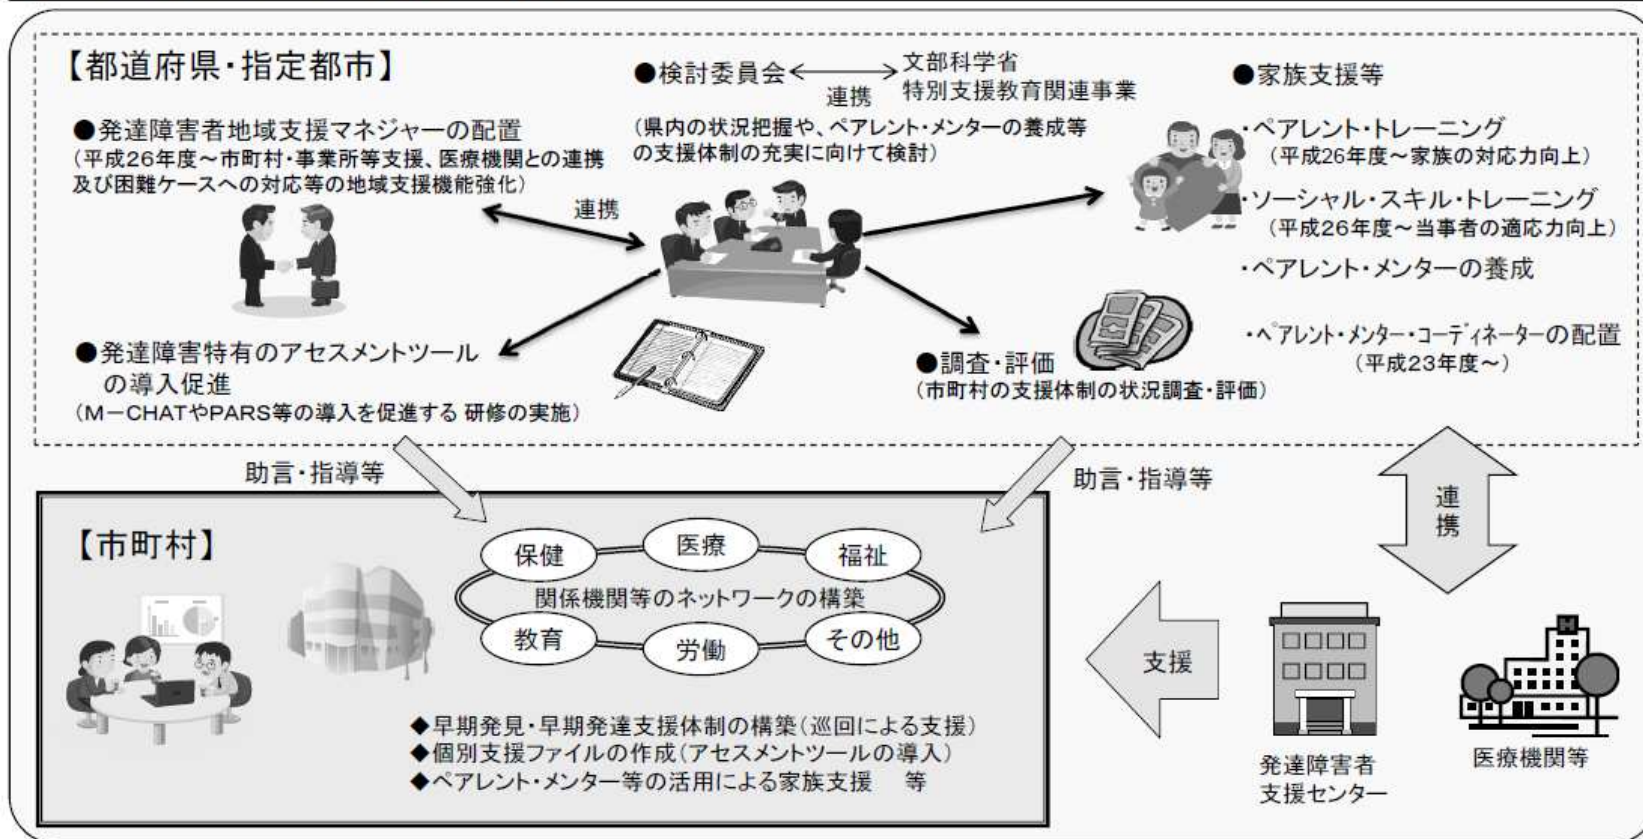 【都道府県・指定都市】
●発達障害者地域支援マネジャーの配置
(平成26年度～市町村・事業所等支援、医療機関との連携
及び困難ケースへの対応等の地域支援機能強化)
●検討委員会
連携
文部科学省
特別支援教育関連事業
(県内の状況把握や、ペアレント・メンターの養成等
の支援体制の充実に向けて検討)
連携
●家族支援等
・ペアレント・トレーニング
(平成26年度～家族の対応力向上)
・ソーシャル・スキル・トレーニング
(平成26年度～当事者の適応力向上)
・ペアレント・メンターの養成
・ペアレント・メンター・コーディネーターの配置
(平成23年度～)
●発達障害特有のアセスメントツール
の導入促進
(M－CHATやPARS等の導入を促進する 研修の実施)
●調査・評価
(市町村の支援体制の状況調査・評価)
助言・指導等
助言・指導等
連携
【市町村】
保健
医療
福祉
関係機関等のネットワークの構築
教育
労働
その他
◆早期発見・早期発達支援体制の構築(巡回による支援)
◆個別支援ファイルの作成(アセスメントツールの導入)
◆ペアレント・メンター等の活用による家族支援　等
支援
発達障害者
支援センター
H
医療機関等